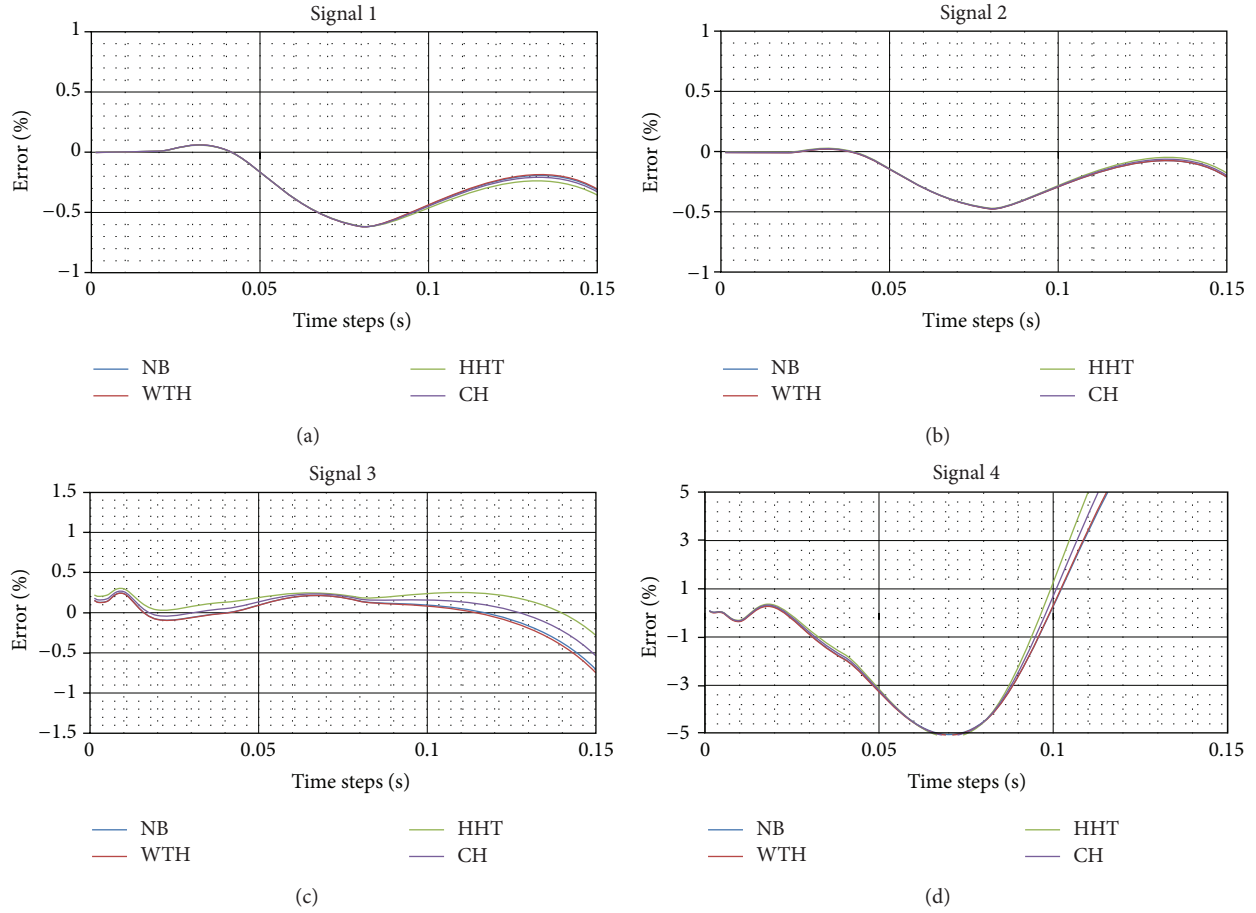 Signal 1
1
0.5
0
−0.5
−1
Error (%)
0
0.05
0.1
0.15
Time steps (s)
NB
HHT
WTH
CH
(a)
Signal 2
1
0.5
0
−0.5
−1
Error (%)
0
0.05
0.1
0.15
Time steps (s)
NB
HHT
WTH
CH
(b)
Signal 3
1.5
1
0.5
0
−0.5
−1
−1.5
Error (%)
0
0.05
0.1
0.15
Time steps (s)
NB
HHT
WTH
CH
(c)
Signal 4
5
3
1
−1
−3
−5
Error (%)
0
0.05
0.1
0.15
Time steps (s)
NB
HHT
WTH
CH
(d)